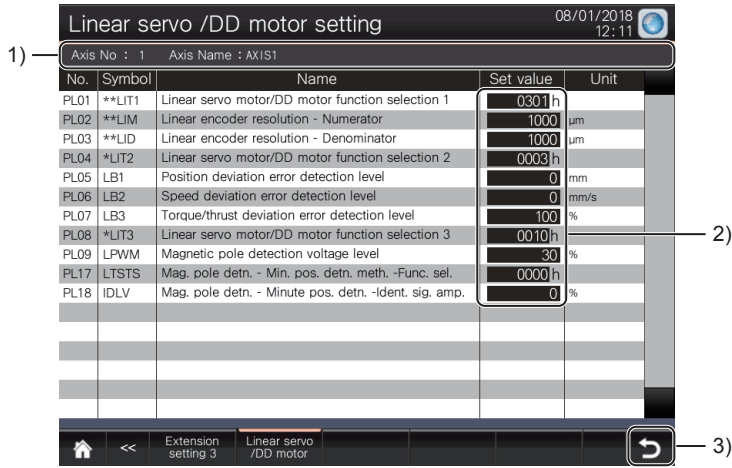 Linear servo /DD motor setting
08/01/2018
12:11
1)
Axis No : 1 Axis Name : AXIS1
No. Symbol Name Set value Unit
PL01 **LIT1 Linear servo motor/DD motor function selection 1 0301 h
PL02 **LIM Linear encoder resolution - Numerator 1000 μm
PL03 **LID Linear encoder resolution - Denominator 1000 μm
PL04 *LIT2 Linear servo motor/DD motor function selection 2 0003 h
PL05 LB1 Position deviation error detection level 0 mm
PL06 LB2 Speed deviation error detection level 0 mm/s
PL07 LB3 Torque/thrust deviation error detection level 100 %
PL08 *LIT3 Linear servo motor/DD motor function selection 3 0010 h
2)
PL09 LPWM Magnetic pole detection voltage level 30 %
PL17 LTSTS Mag. pole detn. - Min. pos. detn. meth. -Func. sel. 0000 h
PL18 IDLV Mag. pole detn. - Minute pos. detn. -Ident. sig. amp. 0 %
<< Extension setting 3 Linear servo /DD motor
3)